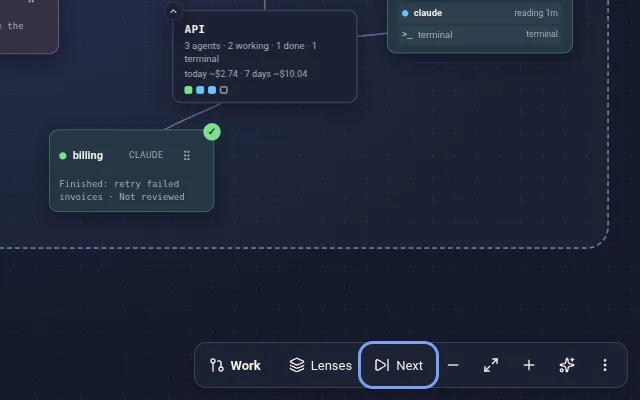 e the
API
3 agents · 2 working · 1 done · 1
terminal
today ~$2.74 · 7 days ~$10.04
claude reading 1m
>_ terminal terminal
billing CLAUDE
Finished: retry failed
invoices · Not reviewed
Work Lenses Next